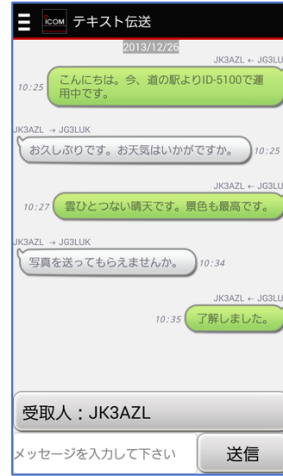 ICOM テキスト伝送
2013/12/26
JK3AZL ← JG3LU
10:25 こんにちは。今、道の駅よりID-5100で運
用中です。
JK3AZL → JG3LUK
お久しぶりです。お天気はいかがですか。 10:25
JK3AZL ← JG3LU
10:27 雲ひとつない晴天です。景色も最高です。
JK3AZL → JG3LUK
写真を送ってもらえませんか。 10:34
JK3AZL ← JG3LU
10:35 了解しました。
受取人：JK3AZL
メッセージを入力して下さい 送信